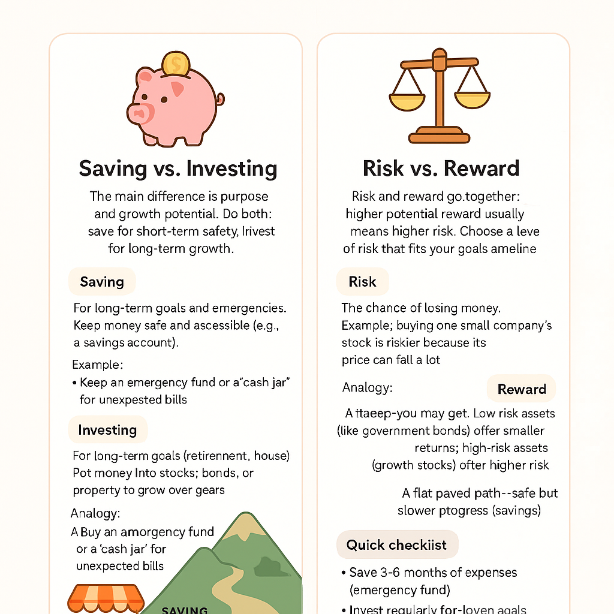 Saving vs. Investing
The main difference is purpose
and growth potential. Do both:
save for short-term safety, Irivest
for long-term growth.
Saving
For long-term goals and emergencies.
Keep money safe and ascessible (e.g.,
a savings account).
Example:
• Keep an emergency fund or a“cash jar”
for unexpested bills
Investing
For long-term goals (retirennent, house)
Pot money Into stocks; bonds, or
property to grow over gears
Analogy:
A Buy an amorgency fund
or a ‘cash jar’ for
unexpected bills
SAVING
Risk vs. Reward
Risk and reward go.together:
higher potential reward usually
means higher risk. Choose a leve
of risk that fits your goals ameline
Risk
The chance of losing money.
Example; buying one small company’s
stock is riskier because its
price can fall a lot
Analogy:
Reward
A ttaeep-you may get. Low risk assets
(like government bonds) offer smaller
returns; high-risk assets
(growth stocks) ofter higher risk
A flat paved path--safe but
slower ptogress (savings)
Quick checkiist
• Save 3-6 months of expenses
(emergency fund)
• Invest regularly for-loven goals